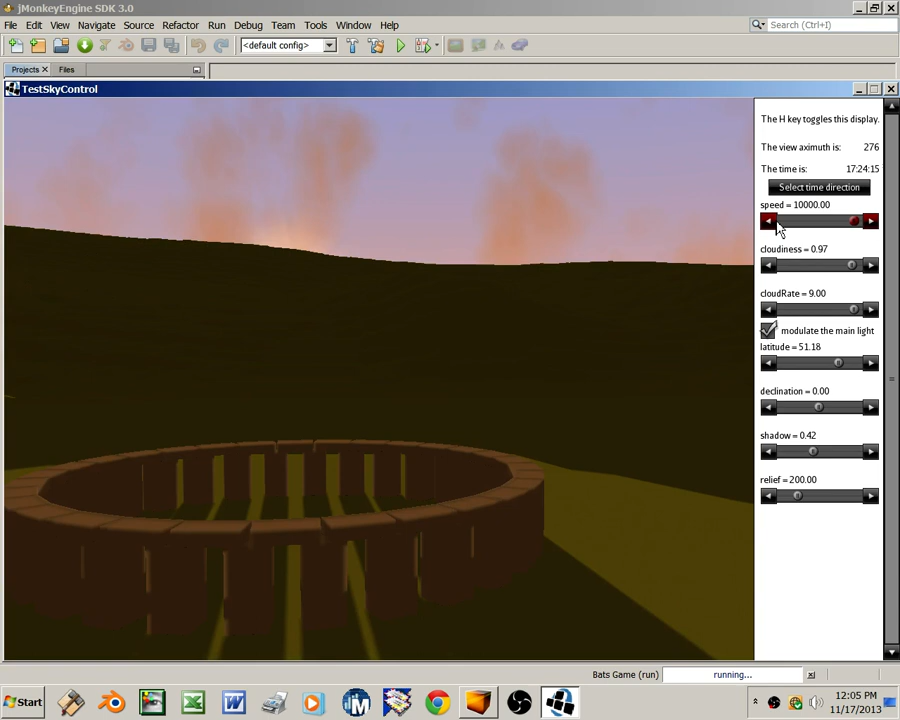 jMonkeyEngine SDK 3.0
File Edit View Navigate Source Refactor Run Debug Team Tools Window Help
Search (Ctrl+I)
<default config>
Projects Files
TestSkyControl
The H key toggles this display.
The view azimuth is: 276
The time is: 17:24:15
Select time direction
speed = 10000.00
cloudiness = 0.97
cloudRate = 9.00
modulate the main light
latitude = 51.18
declination = 0.00
shadow = 0.42
relief = 200.00
Bats Game (run) running...
Start
12:05 PM
11/17/2013